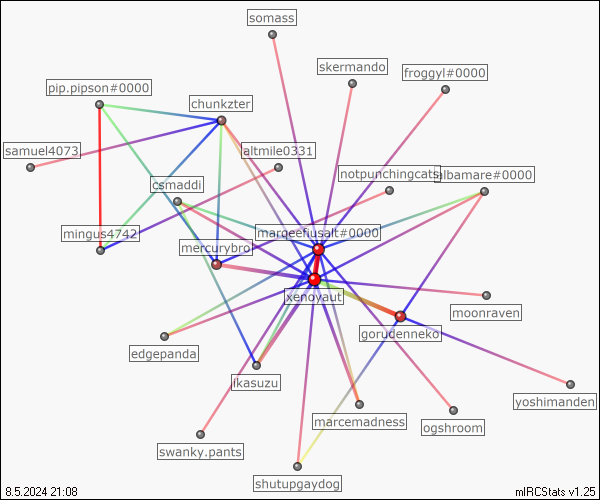 somass
skermando
froggyl#0000
pip.pipson#0000
chunkzter
samuel4073
altmile0331
notpunchingcats
albamare#0000
csmaddi
mingus4742
marqeefusalt#0000
mercurybro
xenoyaut
moonraven
gorudenneko
edgepanda
ikasuzu
yoshimanden
marcemadness
ogshroom
swanky.pants
shutupgaydog
8.5.2024 21:08
mIRCStats v1.25